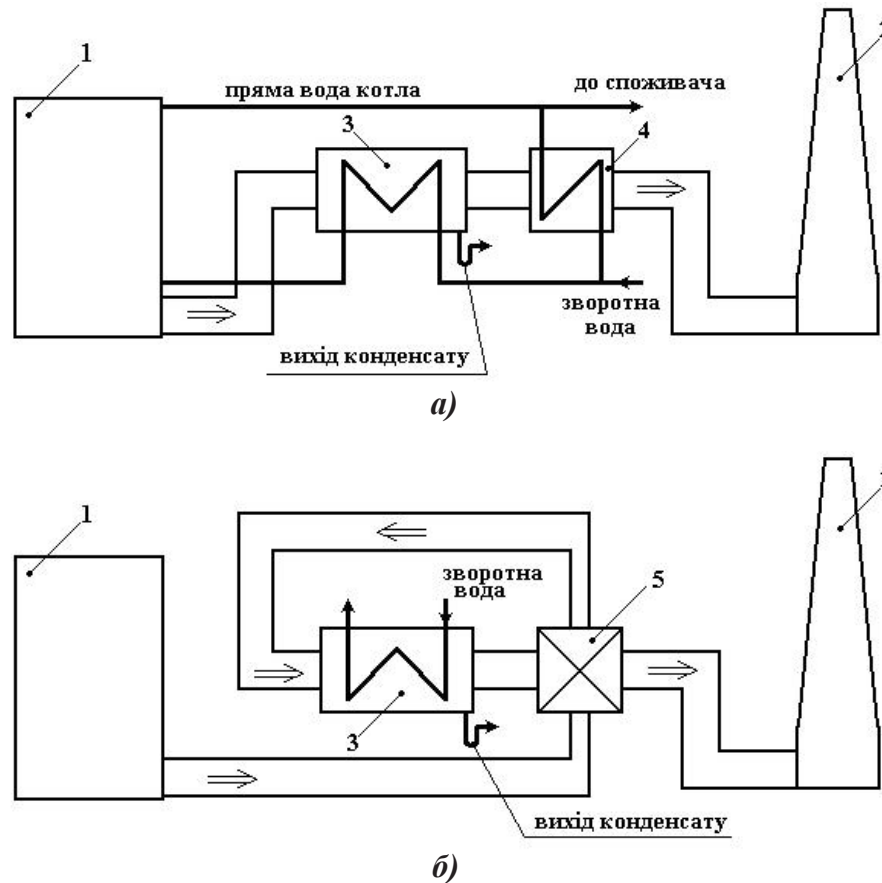 1
2
пряма вода котла
до споживача
3
4
зворотна
вода
вихід конденсату
а)
1
зворотна
вода
5
3
вихід конденсату
б)